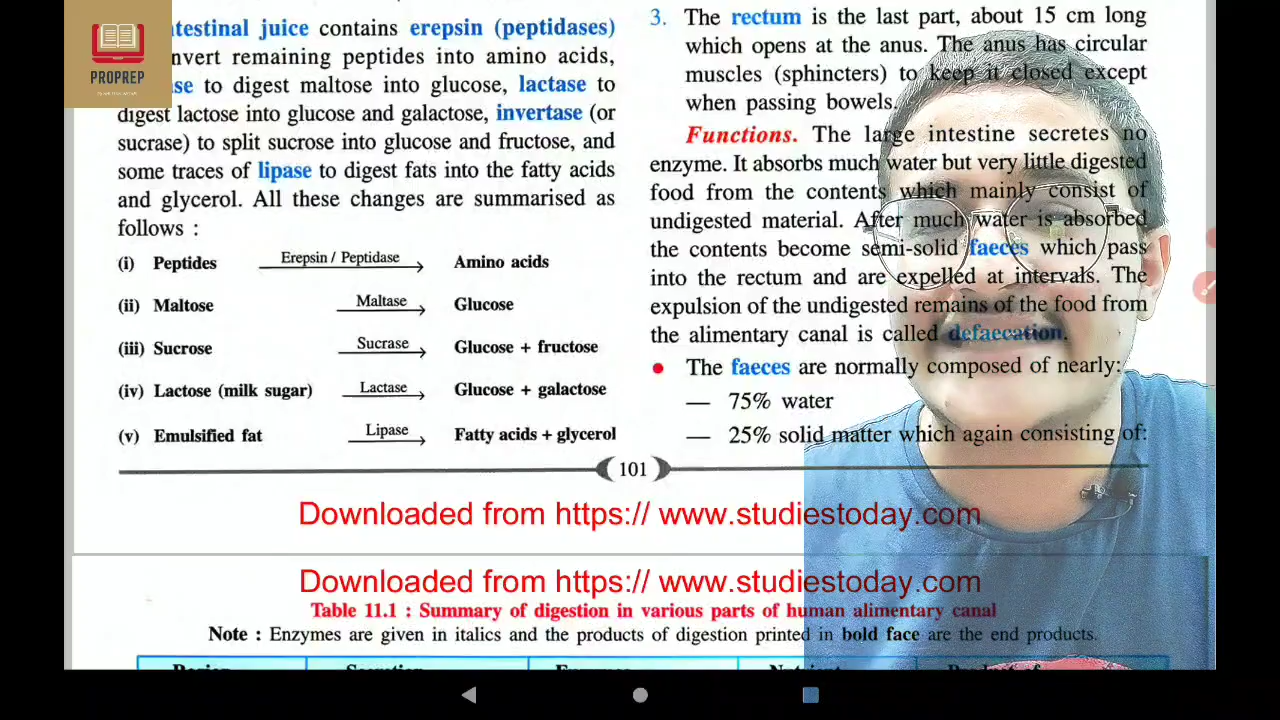 PROPREP
testinal juice contains erepsin (peptidases)
nvert remaining peptides into amino acids,
se to digest maltose into glucose, lactase to
digest lactose into glucose and galactose, invertase (or
sucrase) to split sucrose into glucose and fructose, and
some traces of lipase to digest fats into the fatty acids
and glycerol. All these changes are summarised as
follows :
(i) Peptides Erepsin / Peptidase Amino acids
(ii) Maltose Maltase Glucose
(iii) Sucrose Sucrase Glucose + fructose
(iv) Lactose (milk sugar) Lactase Glucose + galactose
(v) Emulsified fat Lipase Fatty acids + glycerol
3. The rectum is the last part, about 15 cm long
which opens at the anus. The anus has circular
muscles (sphincters) to keep it closed except
when passing bowels.
Functions. The large intestine secretes no
enzyme. It absorbs much water but very little digested
food from the contents which mainly consist of
undigested material. After much water is absorbed
the contents become semi-solid faeces which pass
into the rectum and are expelled at intervals. The
expulsion of the undigested remains of the food from
the alimentary canal is called defaecation.
• The faeces are normally composed of nearly:
— 75% water
— 25% solid matter which again consisting of:
101
Downloaded from https:// www.studiestoday.com
Downloaded from https:// www.studiestoday.com
Table 11.1 : Summary of digestion in various parts of human alimentary canal
Note : Enzymes are given in italics and the products of digestion printed in bold face are the end products.